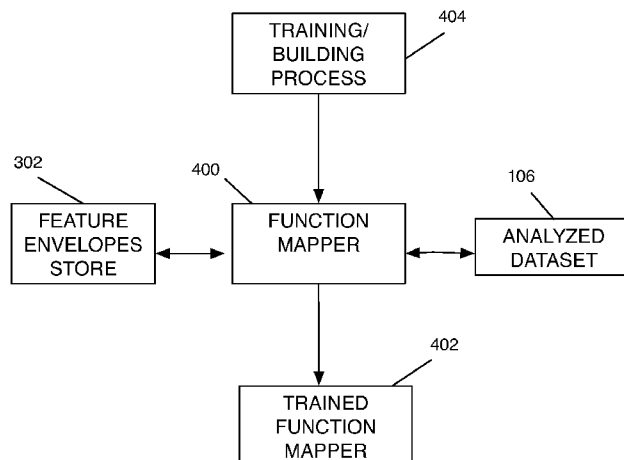 TRAINING/
BUILDING
PROCESS
404
302
FEATURE
ENVELOPES
STORE
400
FUNCTION
MAPPER
106
ANALYZED
DATASET
402
TRAINED
FUNCTION
MAPPER